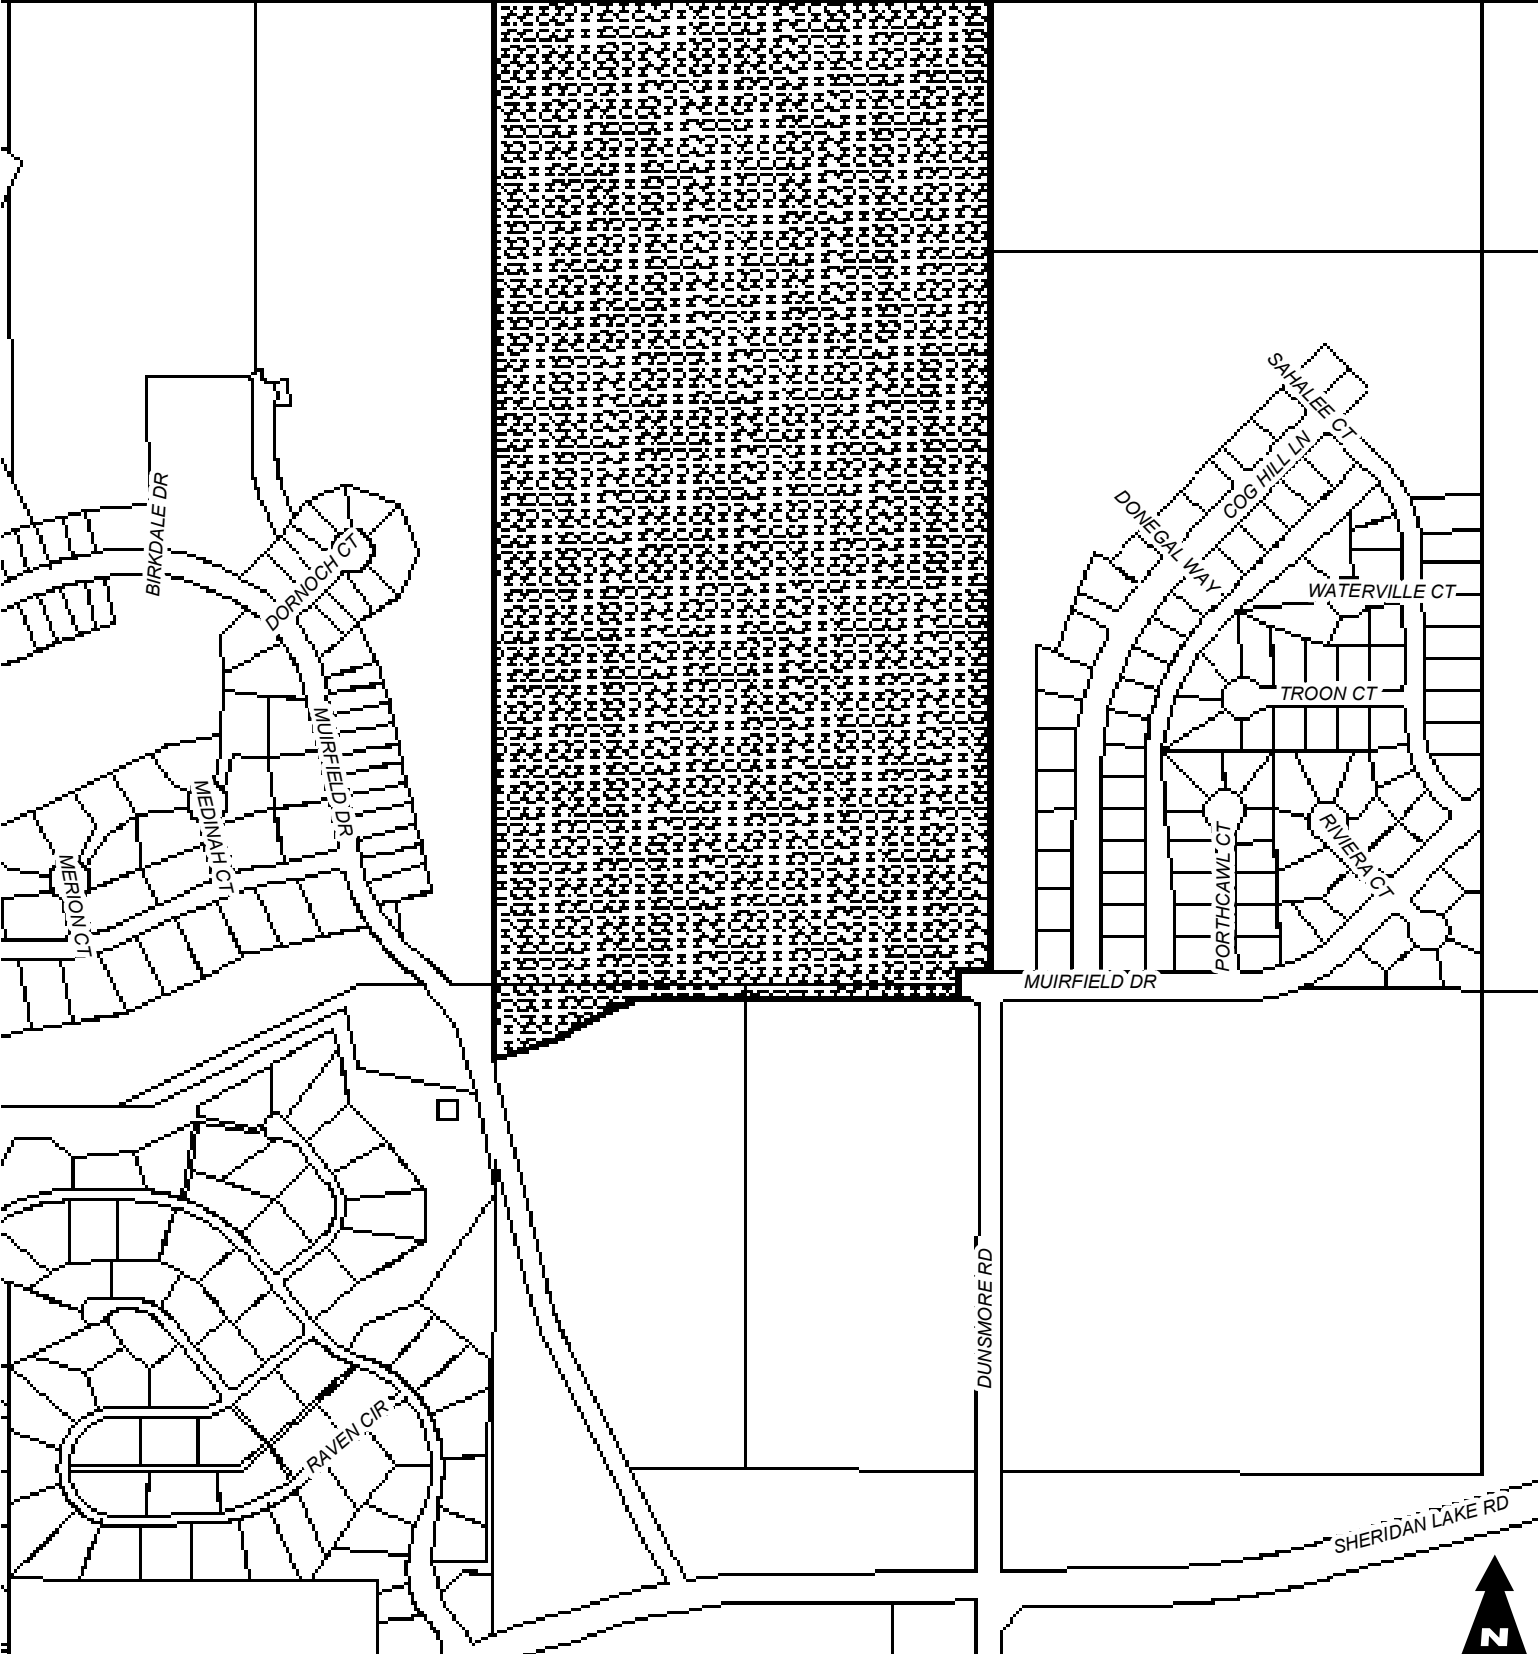 SAHALEE CT
COG HILL LN
DONEGAL WAY
BIRKDALE DR
DORNOCH CT
WATERVILLE CT
TROON CT
MUIRFIELD DR
MEDINAH CT
MERION CT
RIVIERA CT
PORTHCAWL CT
MUIRFIELD DR
DUNSMORE RD
RAVEN CIR
SHERIDAN LAKE RD
N